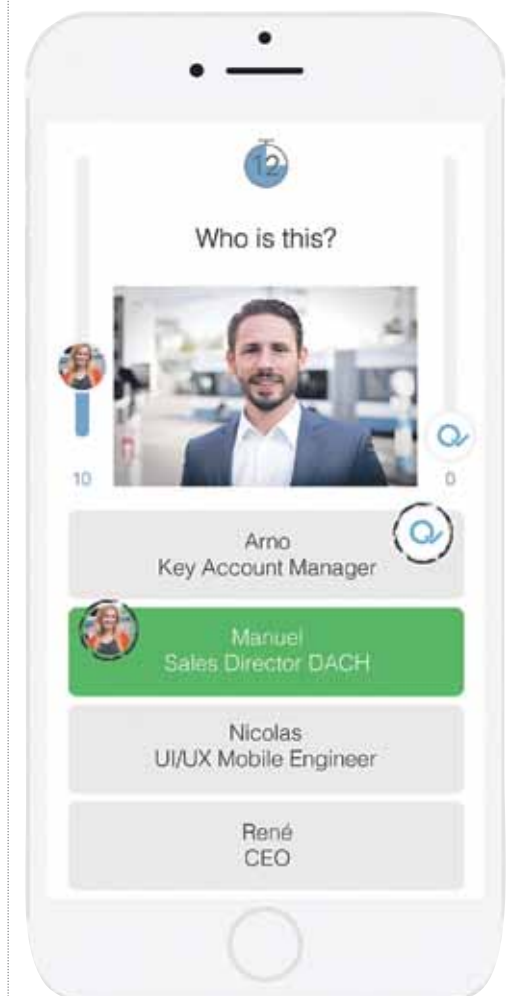 12
Who is this?
10
0
Arno
Key Account Manager
Manuel
Sales Director DACH
Nicolas
UI/UX Mobile Engineer
René
CEO